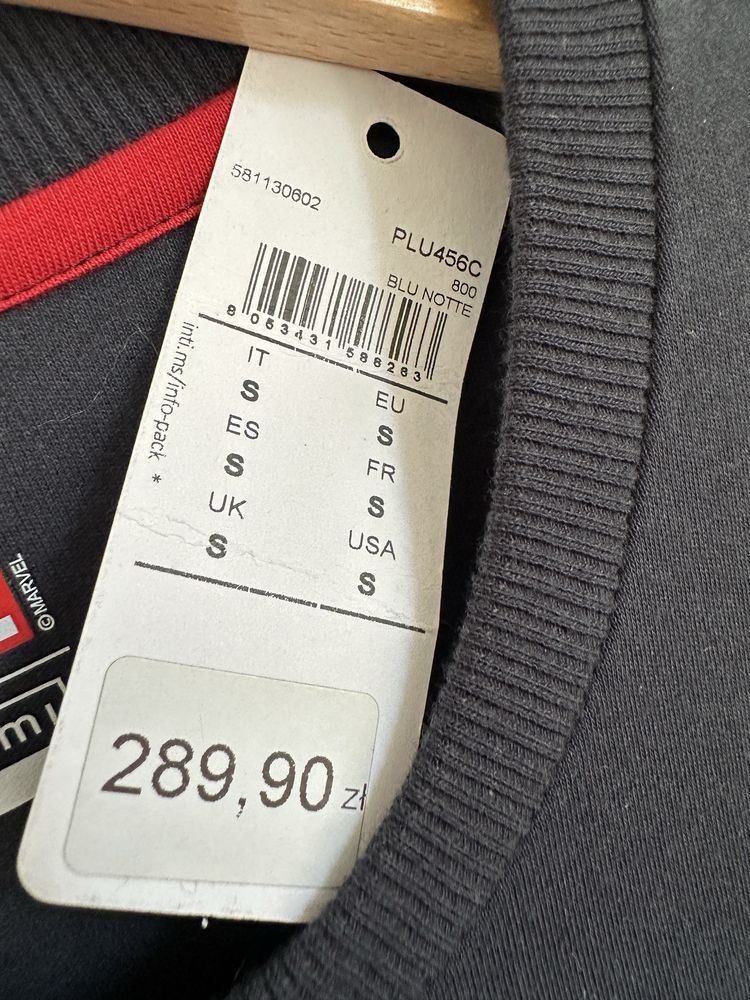 581130602
PLU456C
800
BLU NOTTE
8 053431 586263
inti.ms/info-pack *
IT
S
EU
S
ES
S
FR
S
UK
S
USA
S
©MARVEL
289,90 zł